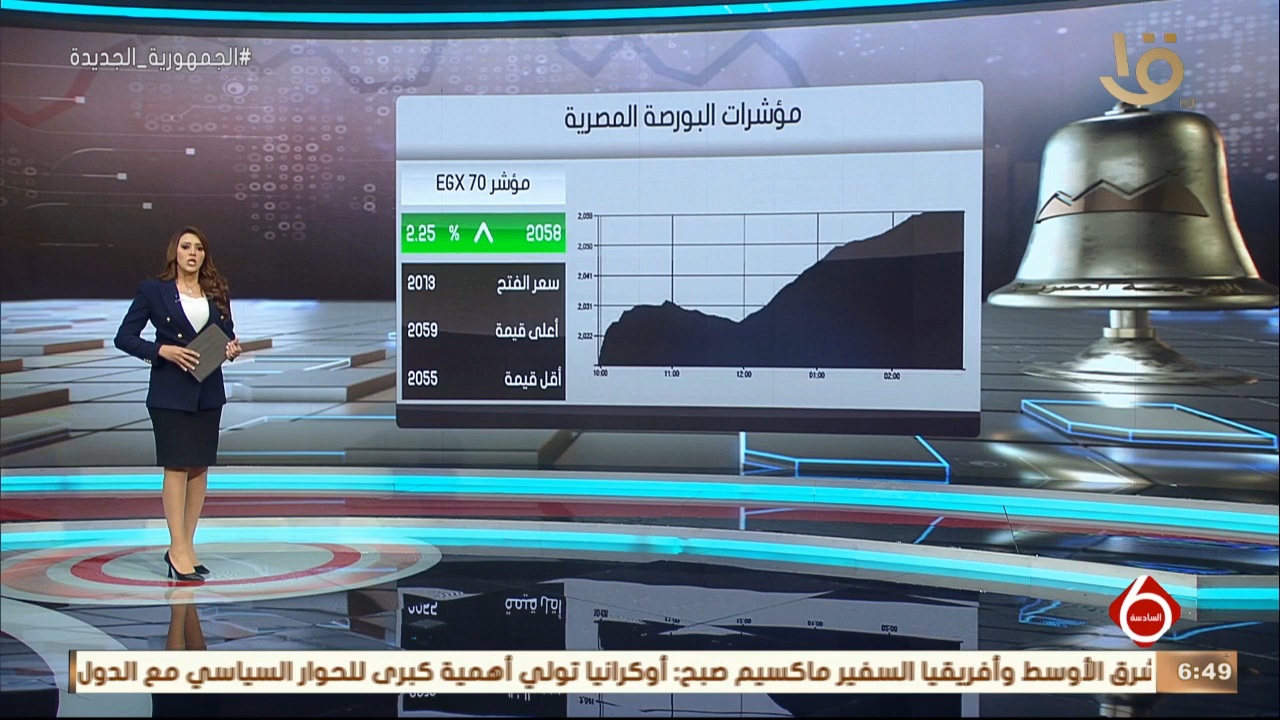 #الجمهورية_الجديدة
مؤشرات البورصة المصرية
مؤشر EGX 70
2058 % 2.25
سعر الفتح 2013
أعلى قيمة 2059
أقل قيمة 2055
2,059
2,050
2,041
2,031
2,022
10:00 11:00 12:00 01:00 02:00
6
السادسة
شرق الأوسط وأفريقيا السفير ماكسيم صبح: أوكرانيا تولي أهمية كبرى للحوار السياسي مع الدول
6:49